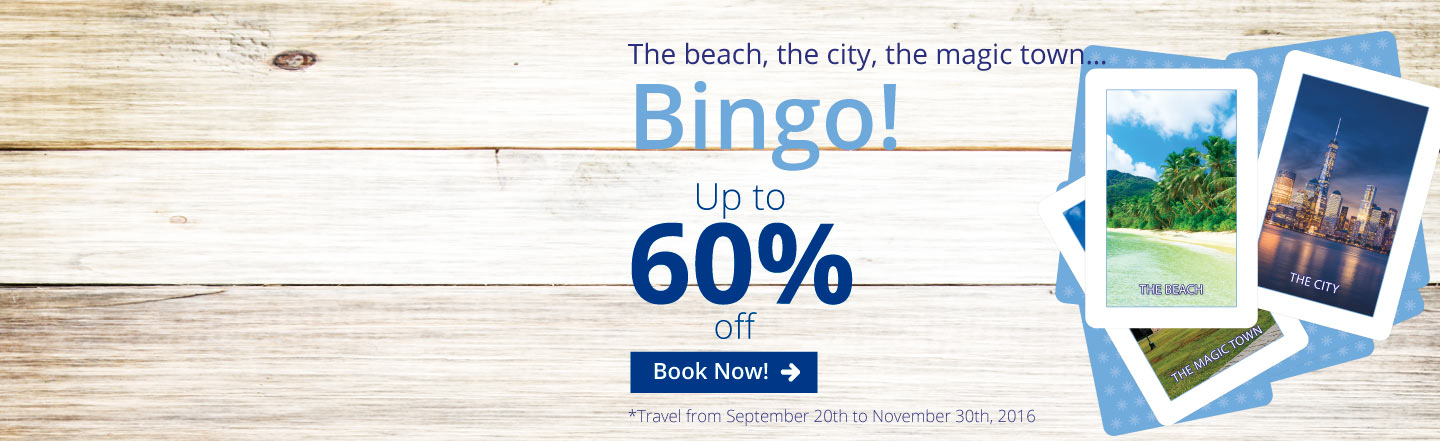 The beach, the city, the magic town...
Bingo!
Up to
60%
off
Book Now!
*Travel from September 20th to November 30th, 2016
THE BEACH
THE CITY
THE MAGIC TOWN